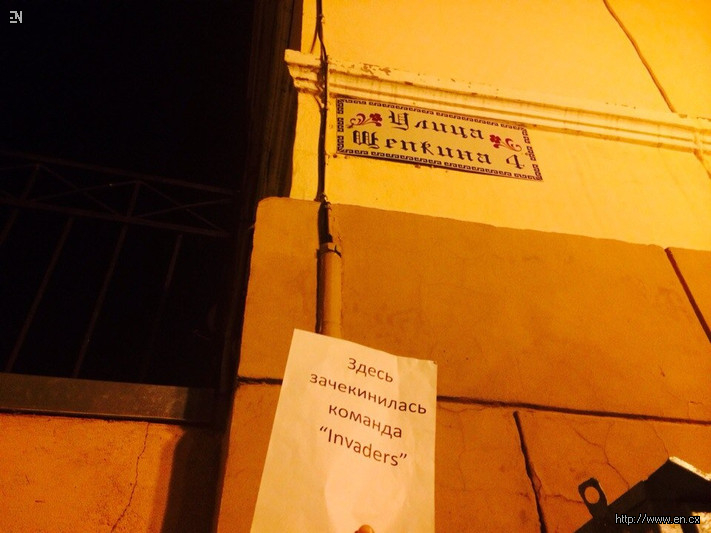 EN
Улица
Щепкина 4
Здесь
зачекинилась
команда
“Invaders”
http://www.en.cx